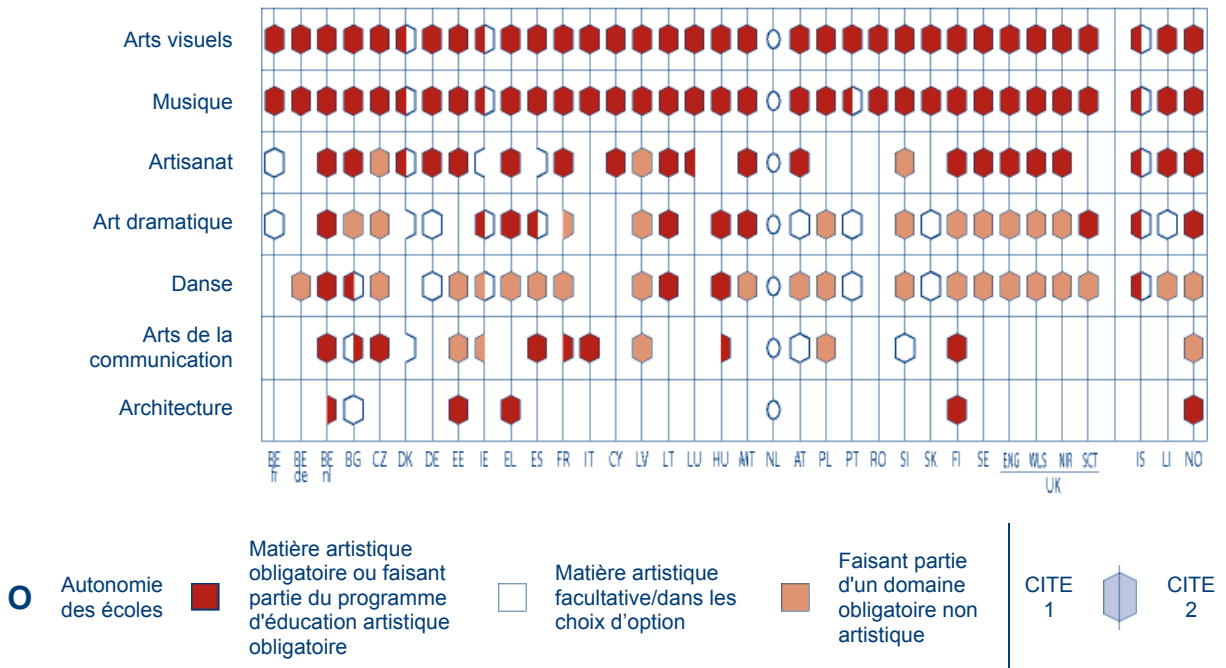 Arts visuels
Musique
Artisanat
Art dramatique
Danse
Arts de la
communication
Architecture
BE fr BE de BE nl BG CZ DK DE EE IE EL ES FR IT CY LV LT LU HU MT NL AT PL PT RO SI SK FI SE ENG WLS NIR SCT IS LI NO
UK
O Autonomie
des écoles
Matière artistique
obligatoire ou faisant
partie du programme
d'éducation artistique
obligatoire
Matière artistique
facultative/dans les
choix d’option
Faisant partie
d'un domaine
obligatoire non
artistique
CITE
1
CITE
2